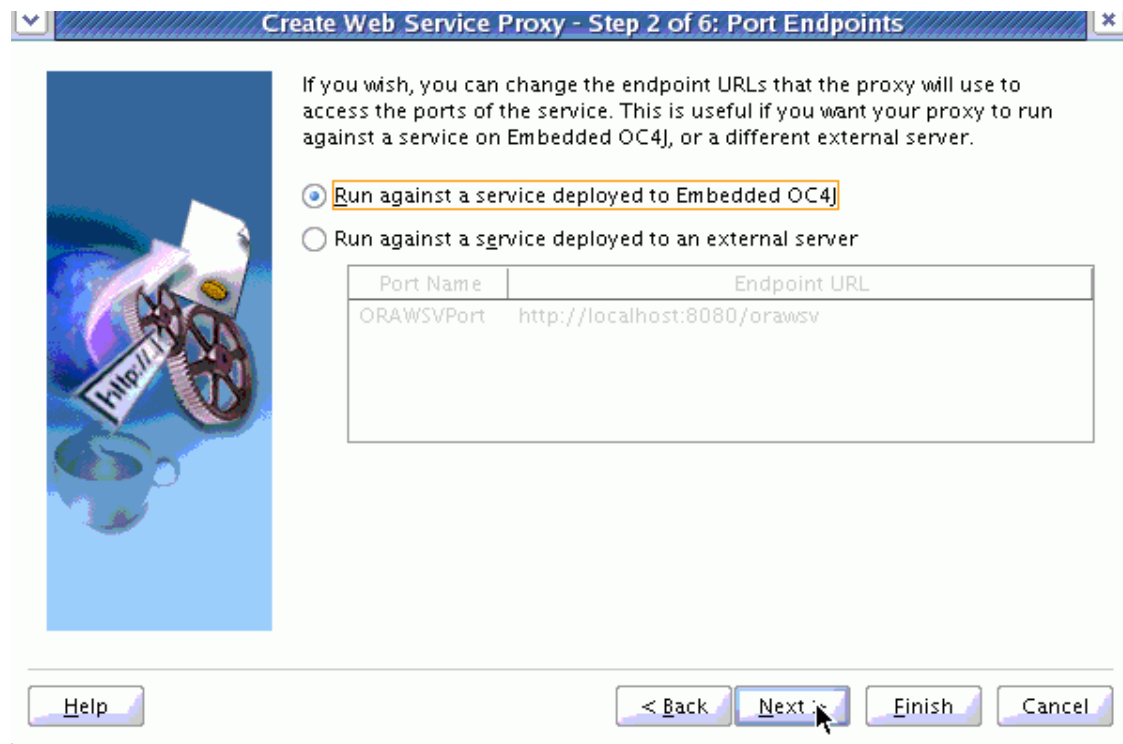 Create Web Service Proxy - Step 2 of 6: Port Endpoints
If you wish, you can change the endpoint URLs that the proxy will use to
access the ports of the service. This is useful if you want your proxy to run
against a service on Embedded OC4J, or a different external server.
Run against a service deployed to Embedded OC4J
Run against a service deployed to an external server
Port Name Endpoint URL
ORAWSVPort http://localhost:8080/orawsv
http://
Help < Back Next > Finish Cancel